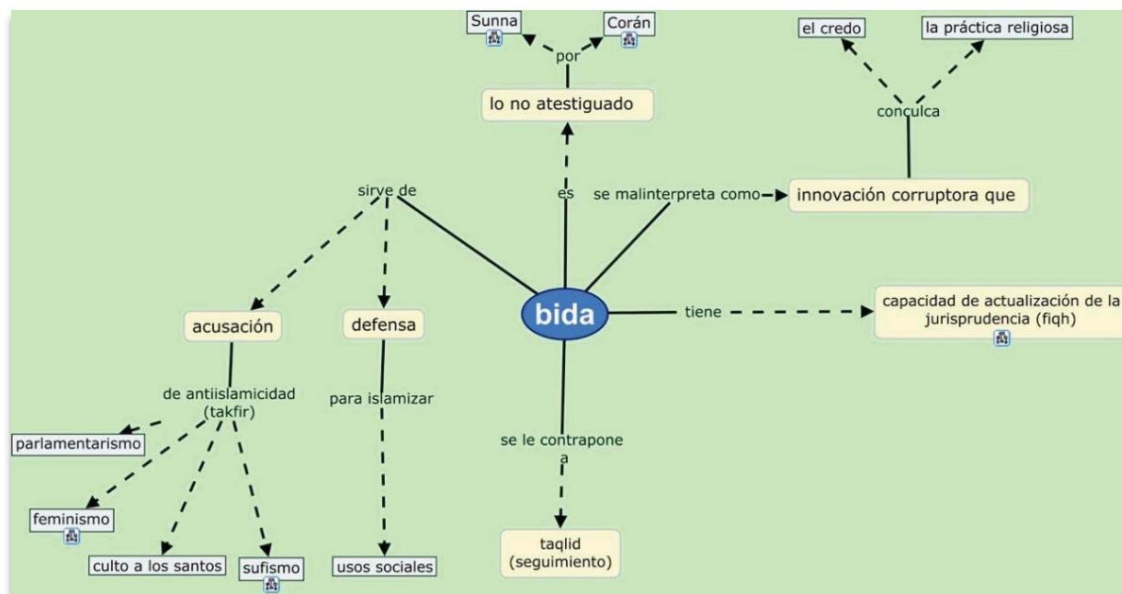 Sunna
Corán
el credo
la práctica religiosa
por
lo no atestiguado
conculca
sirve de
es
se malinterpreta como
innovación corruptora que
bida
tiene
capacidad de actualización de la
jurisprudencia (fiqh)
acusación
defensa
de antiislamicidad
(takfir)
para islamizar
parlamentarismo
se le contrapone
a
feminismo
culto a los santos
sufismo
usos sociales
taqlid
(seguimiento)